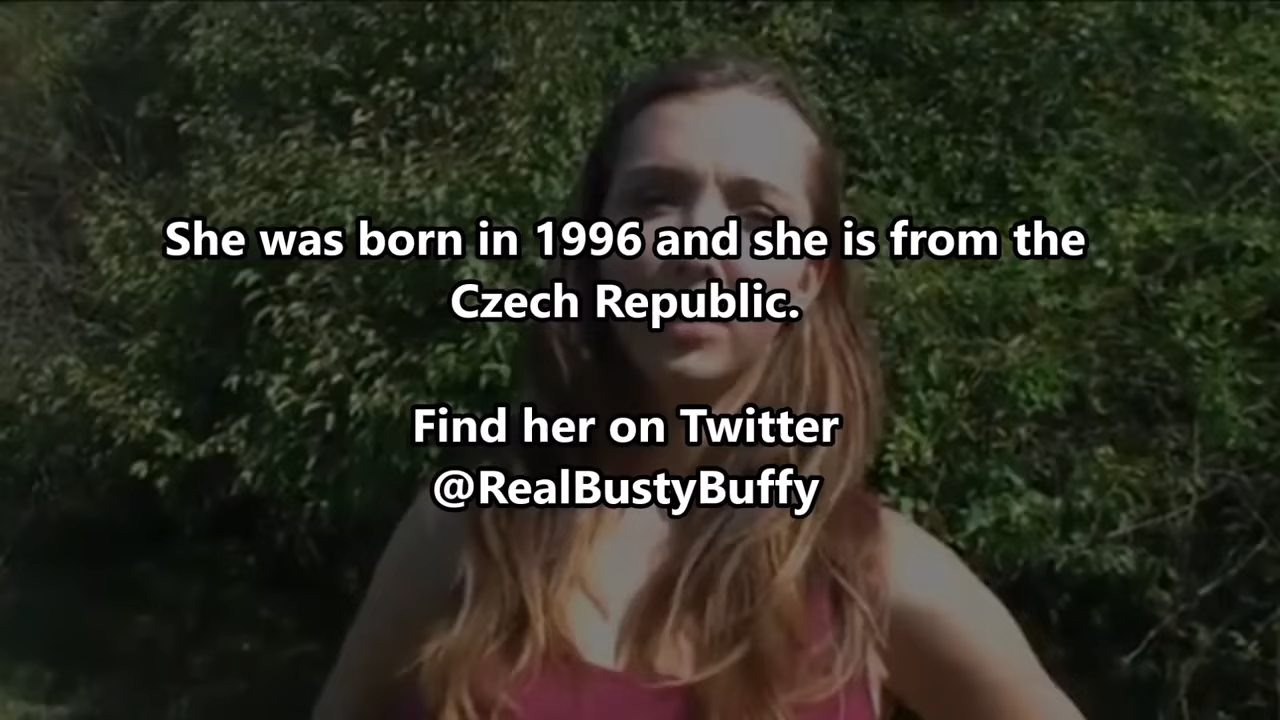 She was born in 1996 and she is from the
Czech Republic.
Find her on Twitter
@RealBustyBuffy